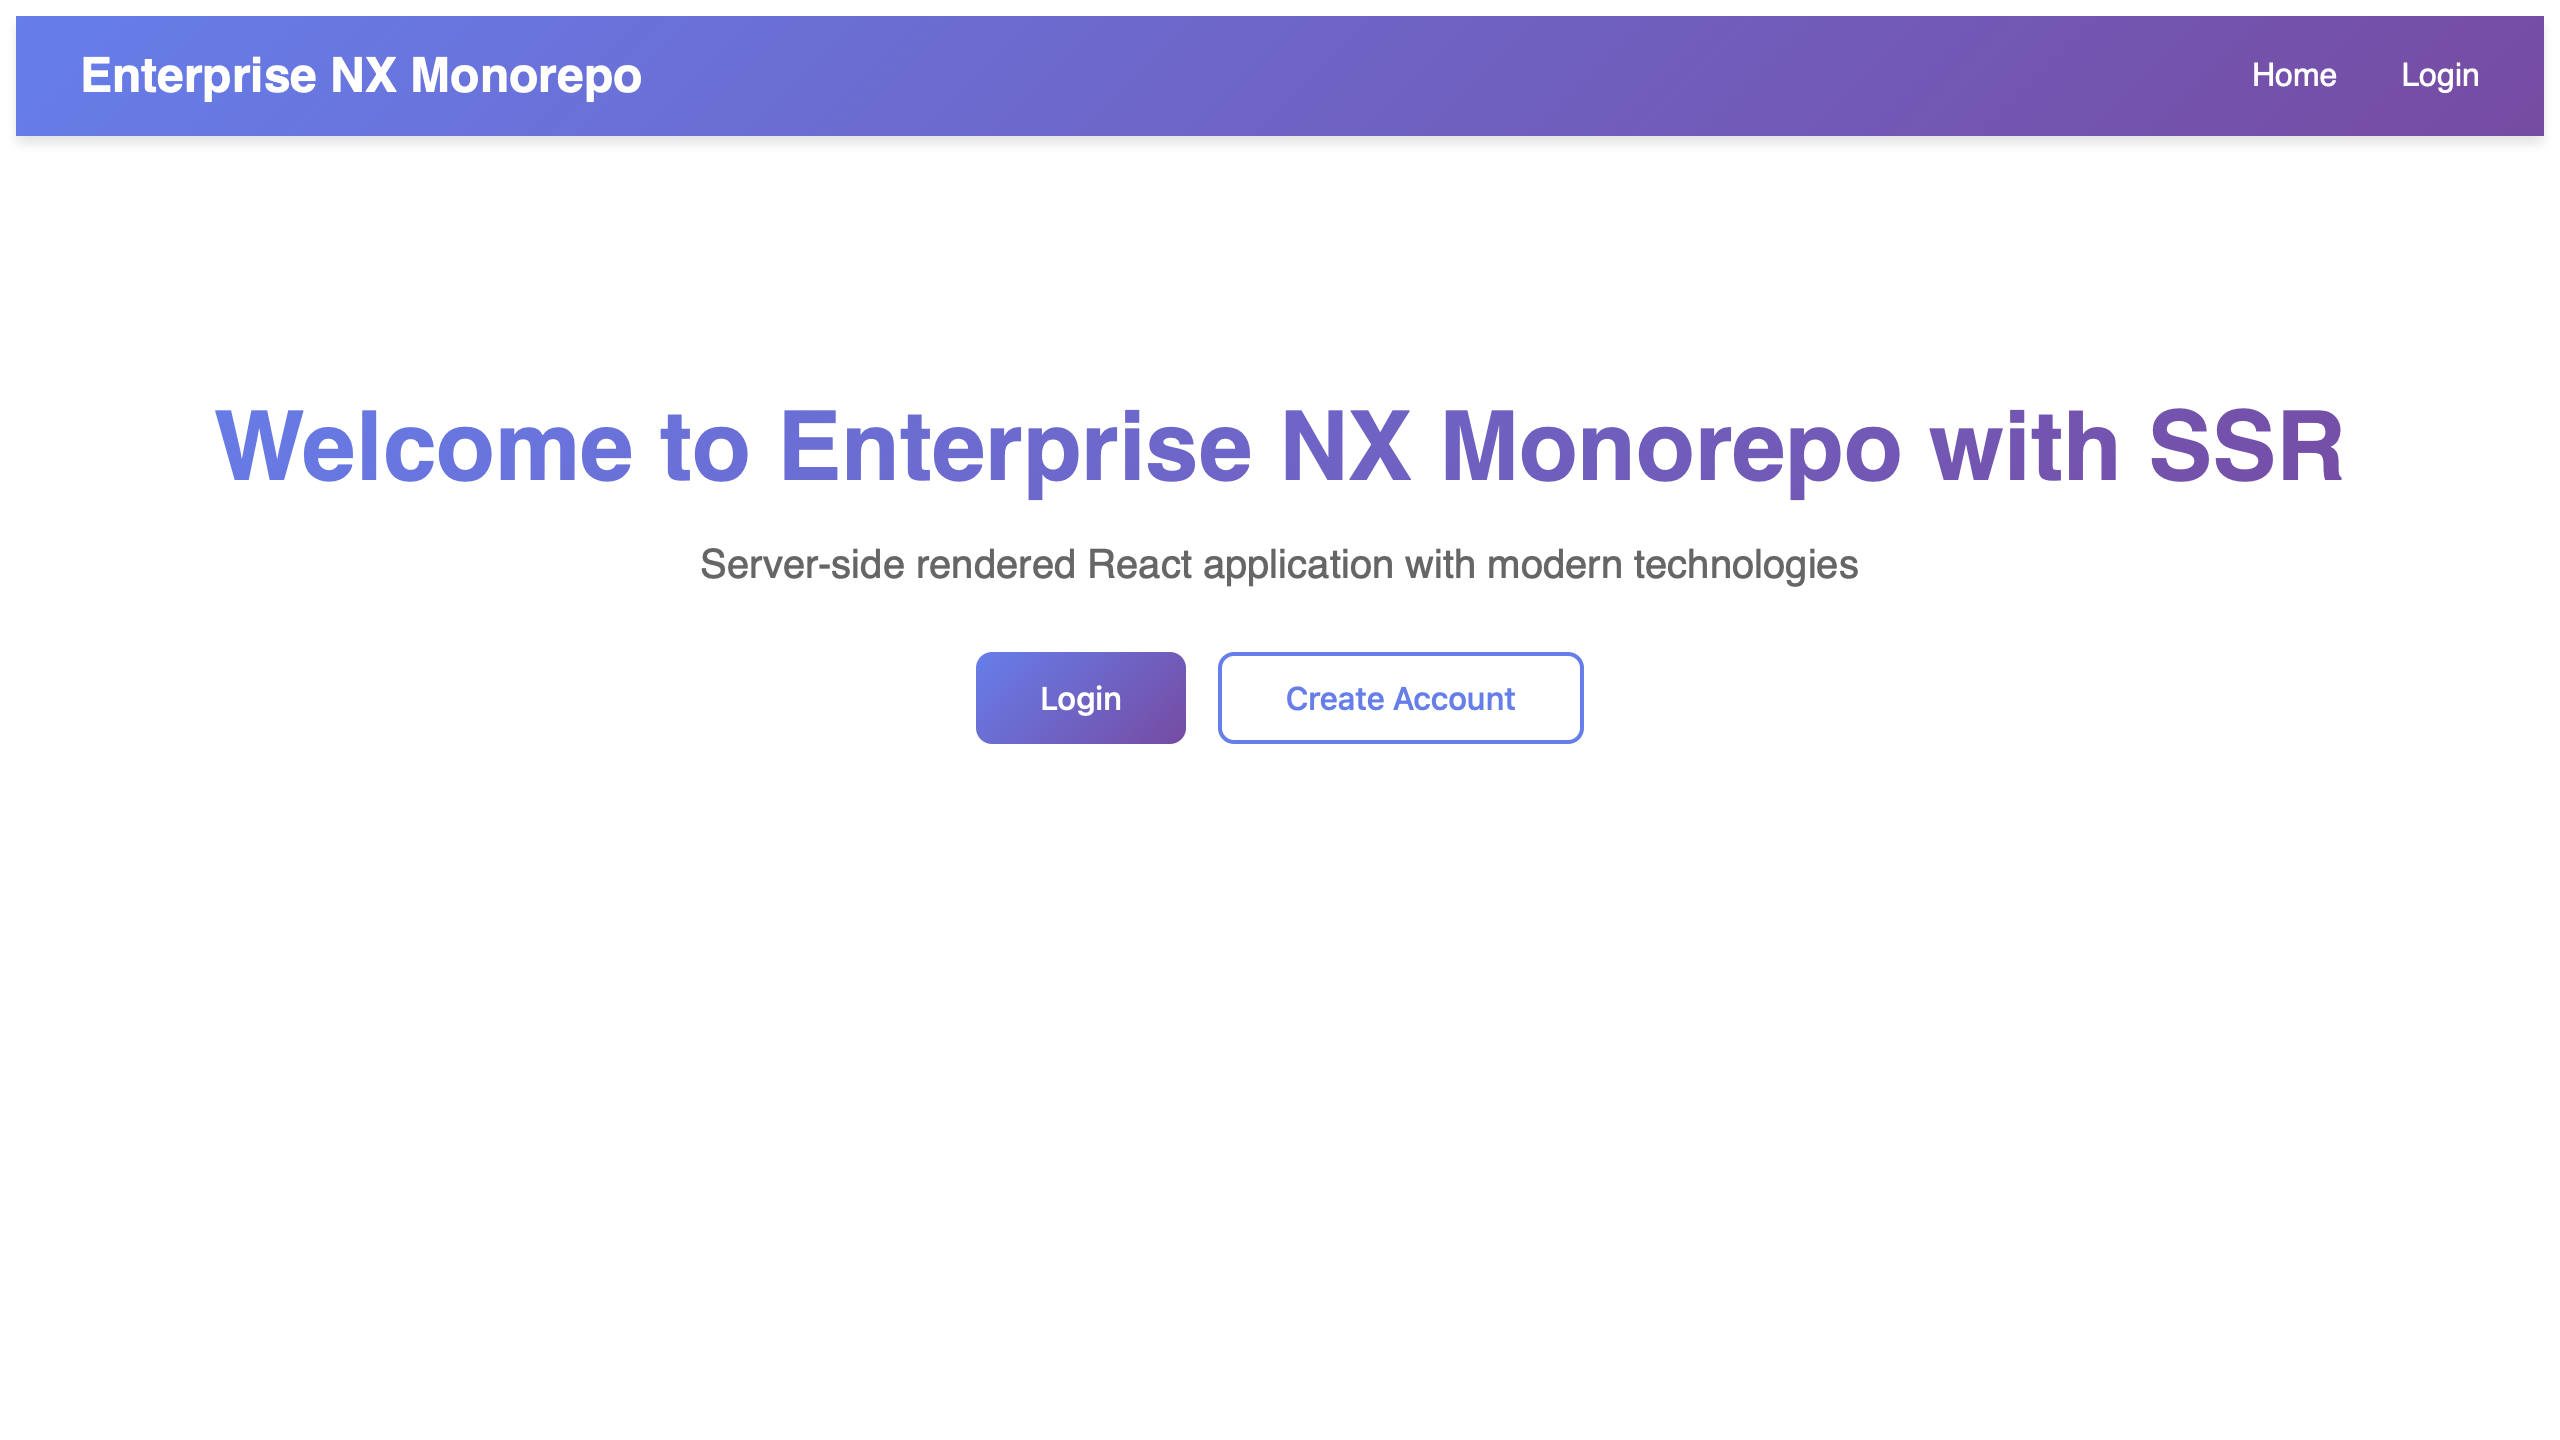 Enterprise NX Monorepo
Home
Login
Welcome to Enterprise NX Monorepo with SSR
Server-side rendered React application with modern technologies
Login
Create Account